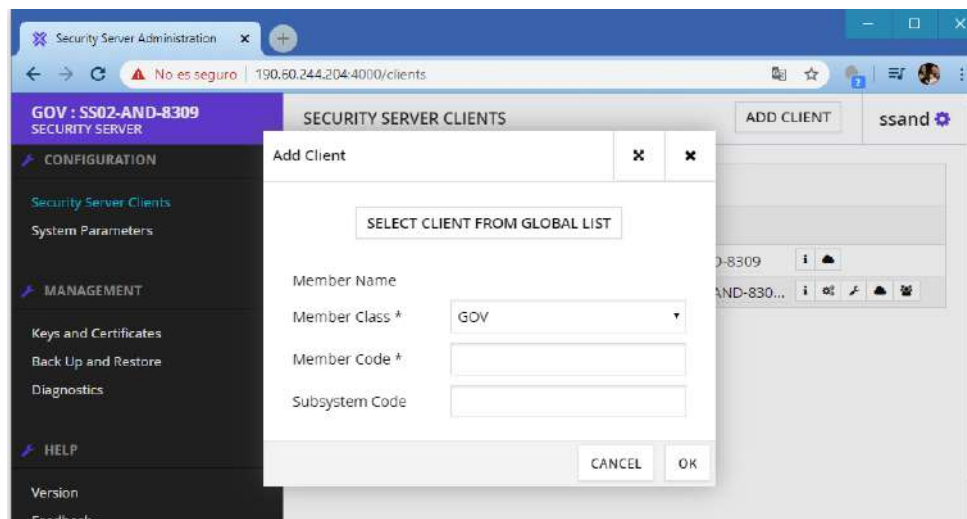 Security Server Administration
No es seguro 190.60.244.204:4000/clients
GOV : SS02-AND-8309
SECURITY SERVER
SECURITY SERVER CLIENTS
ADD CLIENT
ssand
CONFIGURATION
Security Server Clients
System Parameters
MANAGEMENT
Keys and Certificates
Back Up and Restore
Diagnostics
HELP
Version
Feedback
Add Client
SELECT CLIENT FROM GLOBAL LIST
Member Name
Member Class * GOV
Member Code *
Subsystem Code
CANCEL OK
-8309
AND-830...